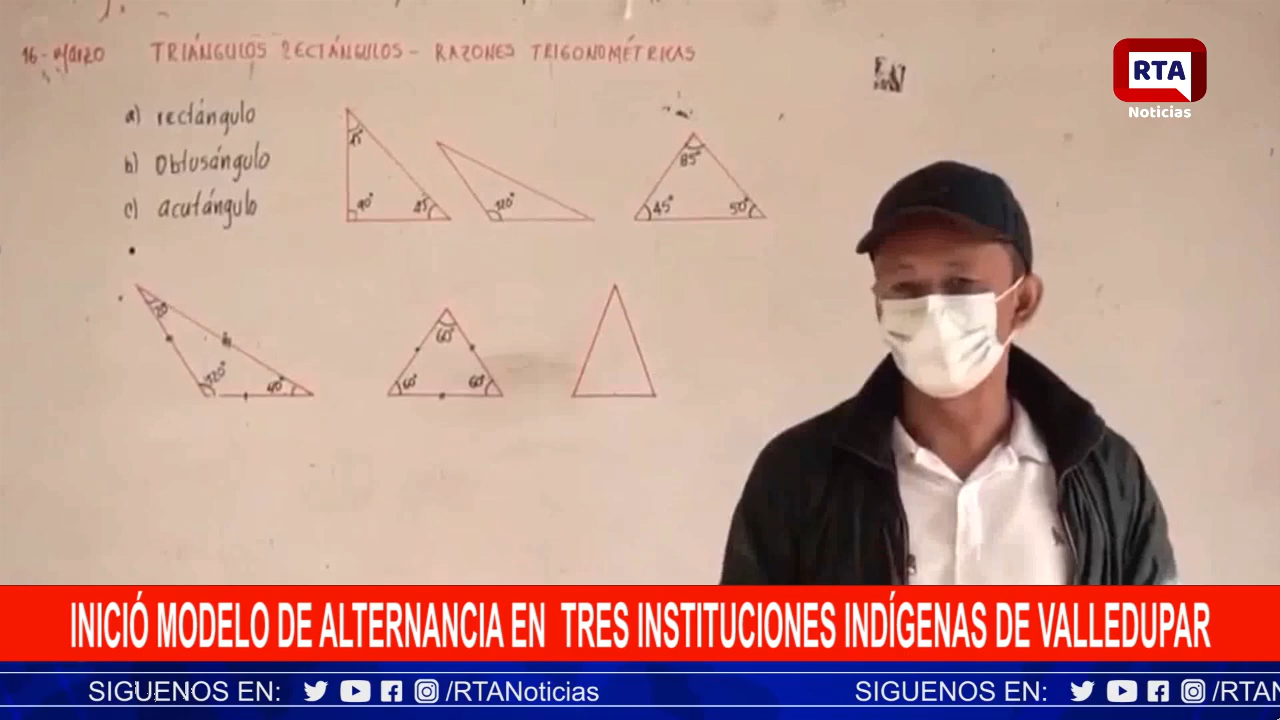 16-Marzo TRIÁNGULOS RECTÁNGULOS - RAZONES TRIGONOMÉTRICAS
RTA
Noticias
a) rectángulo
b) Obtusángulo
c) acutángulo
45°
90°
45°
120°
85°
45°
50°
20°
120°
40°
60°
60°
60°
INICIÓ MODELO DE ALTERNANCIA EN TRES INSTITUCIONES INDÍGENAS DE VALLEDUPAR
SIGUENOS EN: /RTANoticias SIGUENOS EN: /RTAN